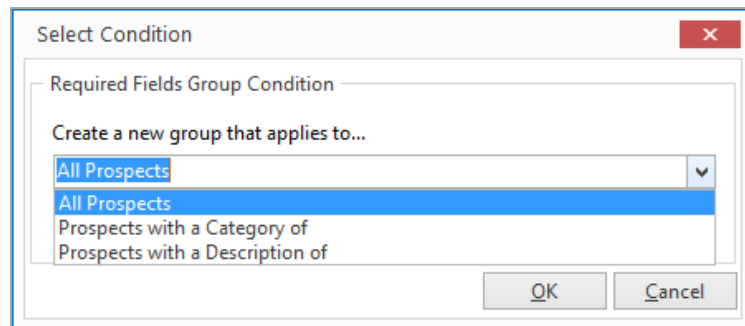 Select Condition
Required Fields Group Condition
Create a new group that applies to...
All Prospects
All Prospects
Prospects with a Category of
Prospects with a Description of
OK Cancel